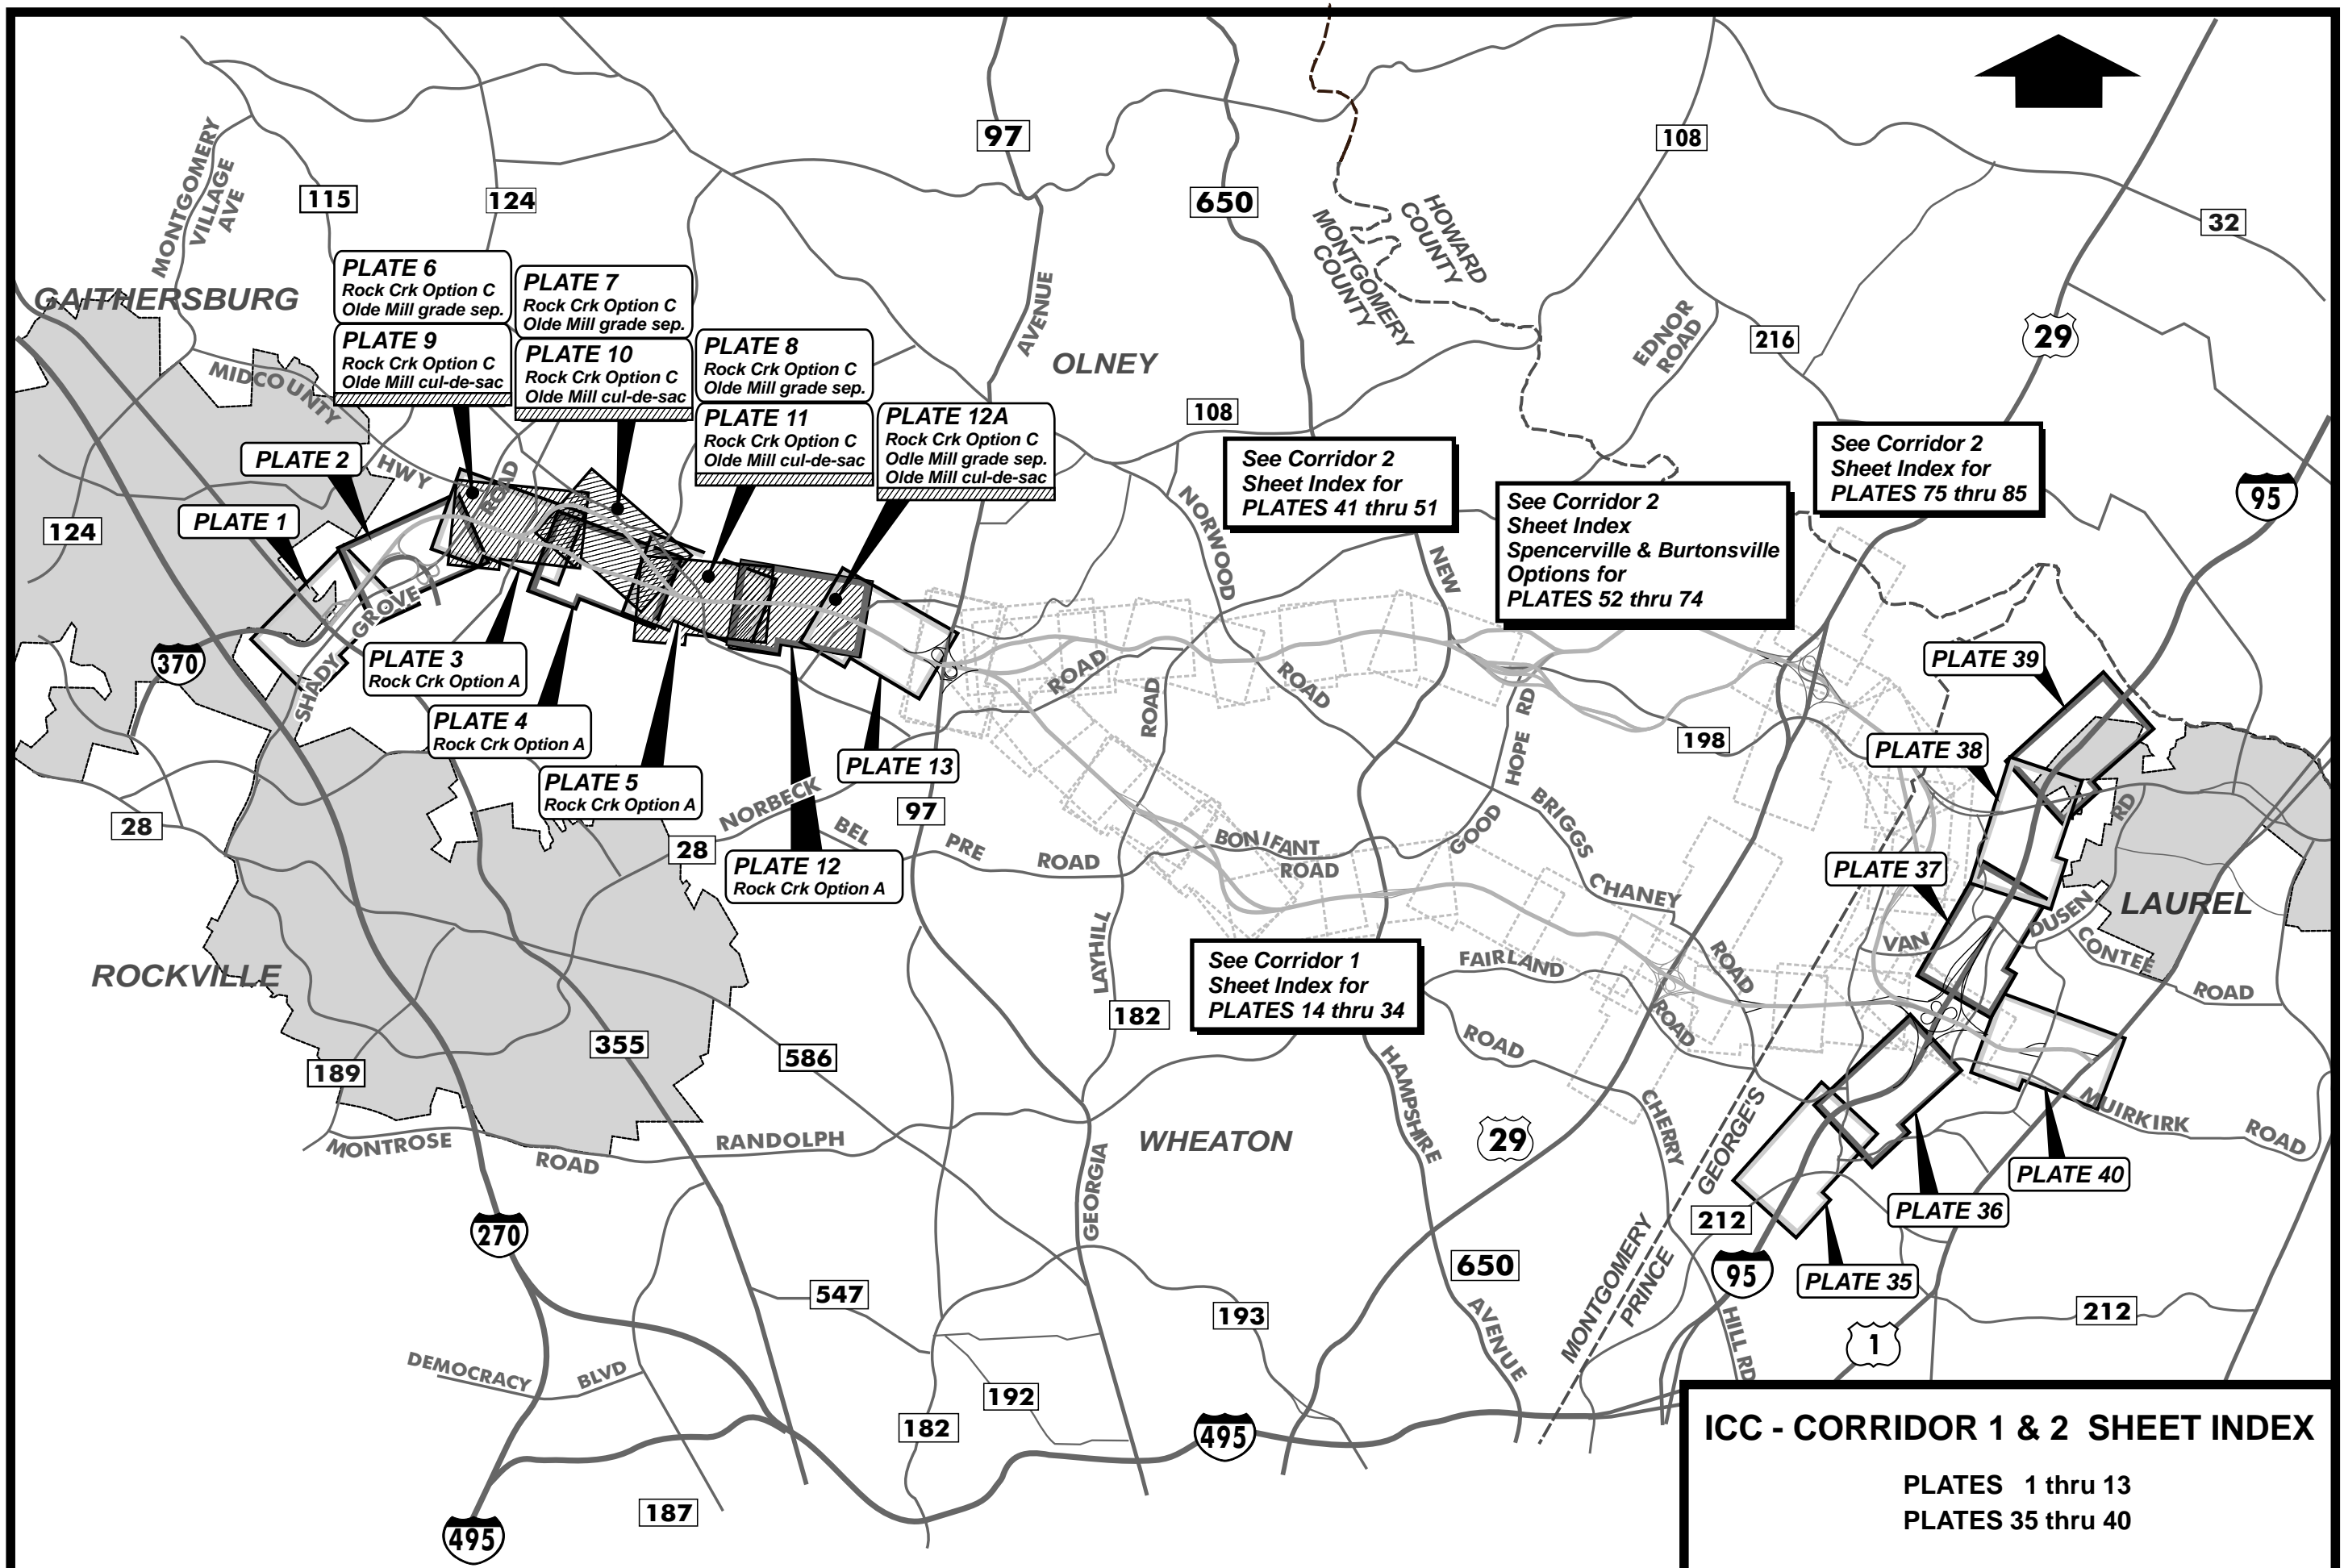 97
650
108
32
115
124
MONTGOMERY
VILLAGE
AVE
HOWARD
COUNTY
MONTGOMERY
COUNTY
GAITHERSBURG
PLATE 6
Rock Crk Option C
Olde Mill grade sep.
PLATE 7
Rock Crk Option C
Olde Mill grade sep.
PLATE 9
Rock Crk Option C
Olde Mill cul-de-sac
PLATE 10
Rock Crk Option C
Olde Mill cul-de-sac
PLATE 8
Rock Crk Option C
Olde Mill grade sep.
PLATE 11
Rock Crk Option C
Olde Mill cul-de-sac
PLATE 12A
Rock Crk Option C
Odle Mill grade sep.
Olde Mill cul-de-sac
AVENUE
OLNEY
EDNOR
ROAD
216
29
108
MIDCOUNTY
HWY
ROAD
PLATE 2
PLATE 1
124
See Corridor 2
Sheet Index for
PLATES 41 thru 51
See Corridor 2
Sheet Index
Spencerville & Burtonsville
Options for
PLATES 52 thru 74
See Corridor 2
Sheet Index for
PLATES 75 thru 85
95
NORWOOD
ROAD
NEW
370
SHADY
GROVE
PLATE 3
Rock Crk Option A
PLATE 4
Rock Crk Option A
PLATE 5
Rock Crk Option A
PLATE 12
Rock Crk Option A
PLATE 13
ROAD
ROAD
HOPE RD
GOOD
198
PLATE 39
PLATE 38
PLATE 37
28
28
NORBECK
97
BEL
PRE
ROAD
BONIFANT
ROAD
BRIGGS
CHANEY
ROAD
RD
LAUREL
VAN
DUSEN
CONTEE
ROAD
ROCKVILLE
LAYHILL
182
See Corridor 1
Sheet Index for
PLATES 14 thru 34
FAIRLAND
ROAD
ROAD
189
355
586
MONTROSE
ROAD
RANDOLPH
WHEATON
HAMPSHIRE
29
CHERRY
GEORGE'S
MUIRKIRK
ROAD
PLATE 40
PLATE 36
PLATE 35
212
GEORGIA
270
547
650
MONTGOMERY
PRINCE
95
193
AVENUE
HILL RD
212
1
DEMOCRACY
BLVD
192
182
495
187
495
ICC - CORRIDOR 1 & 2 SHEET INDEX
PLATES 1 thru 13
PLATES 35 thru 40